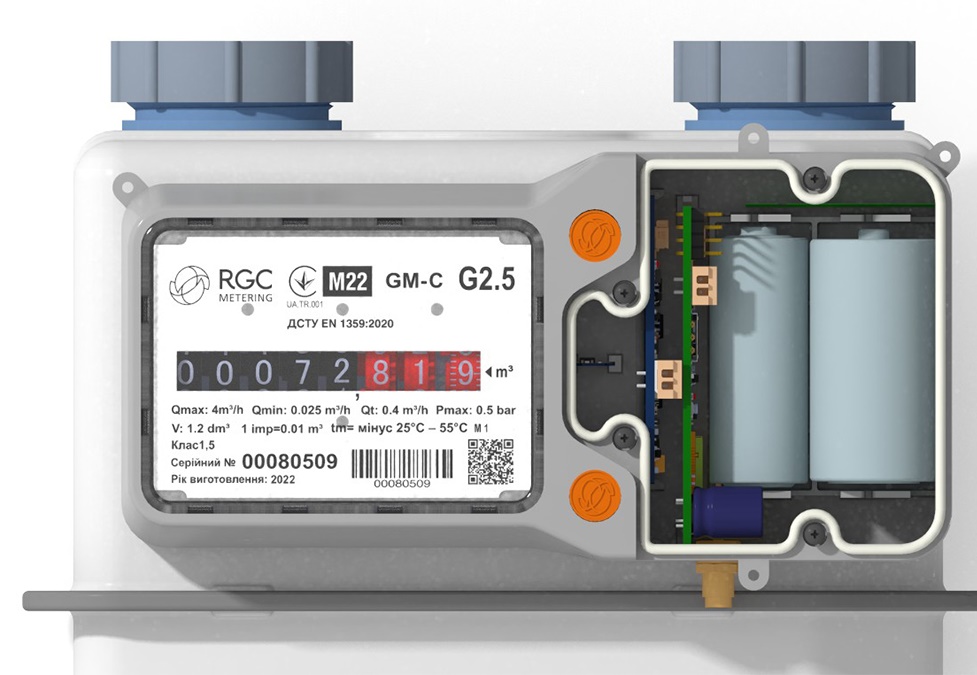 RGC
METERING
UA.TR.001
M22 GM-C G2.5
ДСТУ EN 1359:2020
0 0 0 7 2 , 8 1 9 m³
Qmax: 4m³/h Qmin: 0.025 m³/h Qt: 0.4 m³/h Pmax: 0.5 bar
V: 1.2 dm³ 1 imp=0.01 m³ tm= мінус 25°C – 55°C M1
Клас1,5
Серійний № 00080509
00080509
Рік виготовлення: 2022